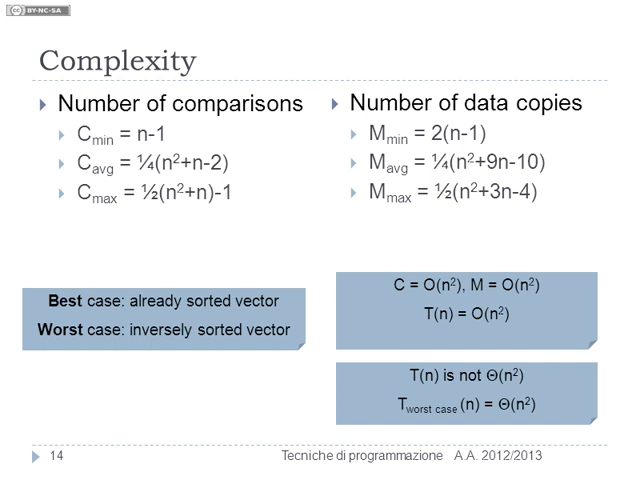 BY-NC-SA
Complexity
Number of comparisons
Cmin = n-1
Cavg = ¼(n²+n-2)
Cmax = ½(n²+n)-1
Number of data copies
Mmin = 2(n-1)
Mavg = ¼(n²+9n-10)
Mmax = ½(n²+3n-4)
Best case: already sorted vector
Worst case: inversely sorted vector
C = O(n²), M = O(n²)
T(n) = O(n²)
T(n) is not Θ(n²)
Tworst case (n) = Θ(n²)
14
Tecniche di programmazione A.A. 2012/2013